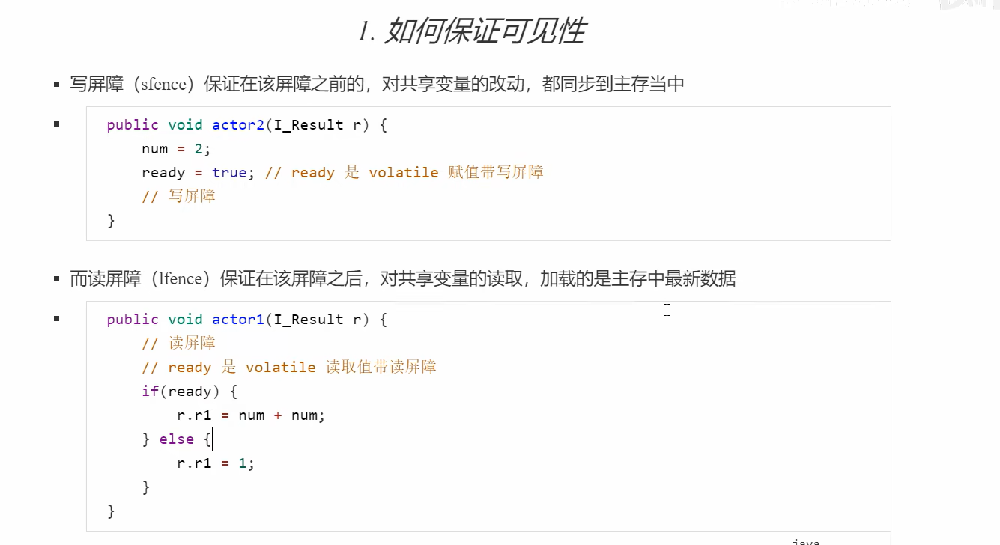 1. 如何保证可见性
写屏障（sfence）保证在该屏障之前的，对共享变量的改动，都同步到主存当中
public void actor2(I_Result r) {
num = 2;
ready = true; // ready 是 volatile 赋值带写屏障
// 写屏障
}
而读屏障（lfence）保证在该屏障之后，对共享变量的读取，加载的是主存中最新数据
public void actor1(I_Result r) {
// 读屏障
// ready 是 volatile 读取值带读屏障
if(ready) {
r.r1 = num + num;
} else {
r.r1 = 1;
}
}
java